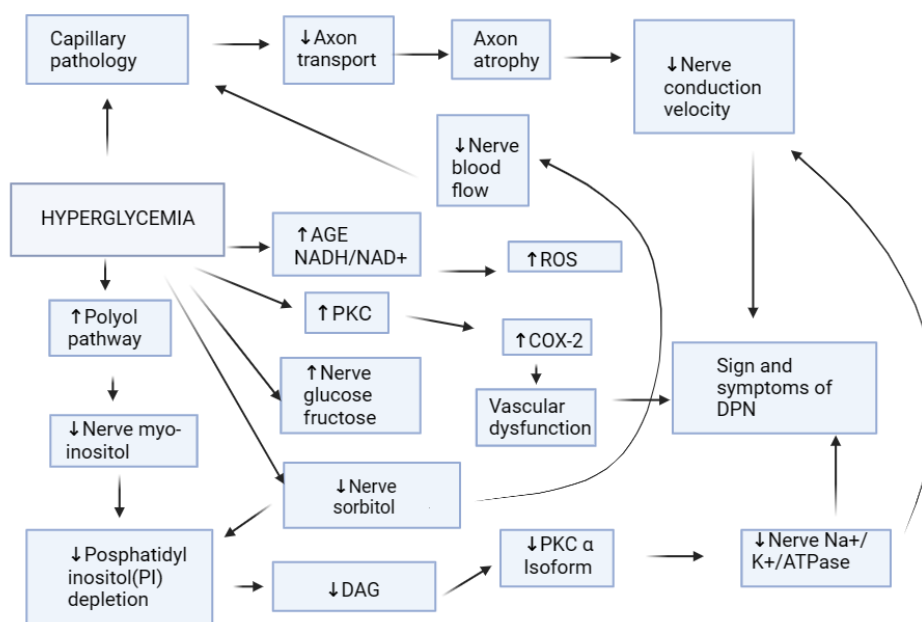 Capillary
pathology
↓Axon
transport
Axon
atrophy
↓Nerve
conduction
velocity
↓Nerve
blood
flow
HYPERGLYCEMIA
↑AGE
NADH/NAD+
↑ROS
↑Polyol
pathway
↑PKC
↑COX-2
↑Nerve
glucose
fructose
Vascular
dysfunction
Sign and
symptoms of
DPN
↓Nerve myo-
inositol
↓Nerve
sorbitol
↓Posphatidyl
inositol(PI)
depletion
↓DAG
↓PKC α
Isoform
↓Nerve Na+/
K+/ATPase